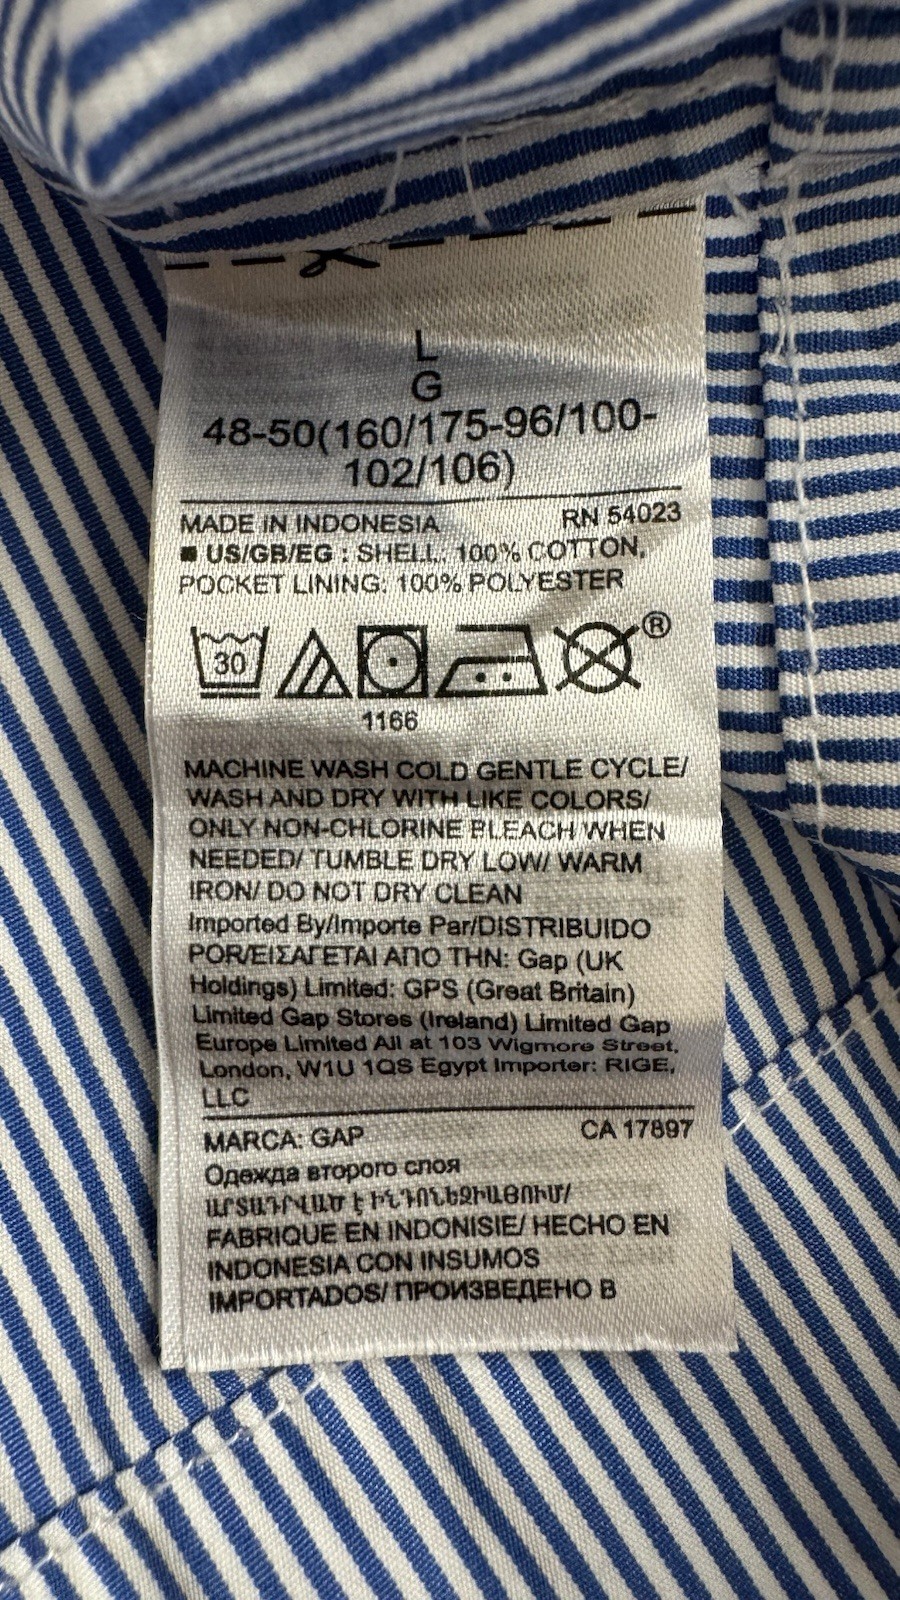 L
G
48-50(160/175-96/100-
102/106)
MADE IN INDONESIA RN 54023
■ US/GB/EG : SHELL: 100% COTTON,
POCKET LINING: 100% POLYESTER
30 ®
1166
MACHINE WASH COLD GENTLE CYCLE/
WASH AND DRY WITH LIKE COLORS/
ONLY NON-CHLORINE BLEACH WHEN
NEEDED/ TUMBLE DRY LOW/ WARM
IRON/ DO NOT DRY CLEAN
Imported By/Importe Par/DISTRIBUIDO
POR/ΕΙΣΑΓΕΤΑΙ ΑΠΟ ΤΗΝ: Gap (UK
Holdings) Limited: GPS (Great Britain)
Limited Gap Stores (Ireland) Limited Gap
Europe Limited All at 103 Wigmore Street,
London, W1U 1QS Egypt Importer: RIGE,
LLC
MARCA: GAP CA 17897
Одежда второго слоя
ԱՐՏԱԴՐՎԱԾ Է ԻՆԴՈՆԵԶԻԱՅՈՒՄ/
FABRIQUE EN INDONISIE/ HECHO EN
INDONESIA CON INSUMOS
IMPORTADOS/ ПРОИЗВЕДЕНО В